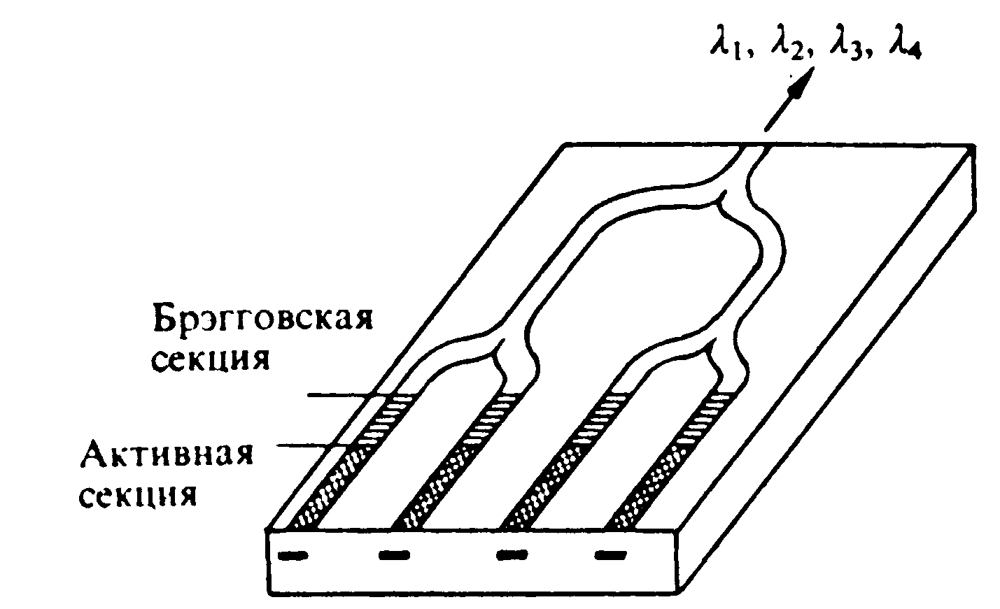 λ₁, λ₂, λ₃, λ₄
Брэгговская
секция
Активная
секция